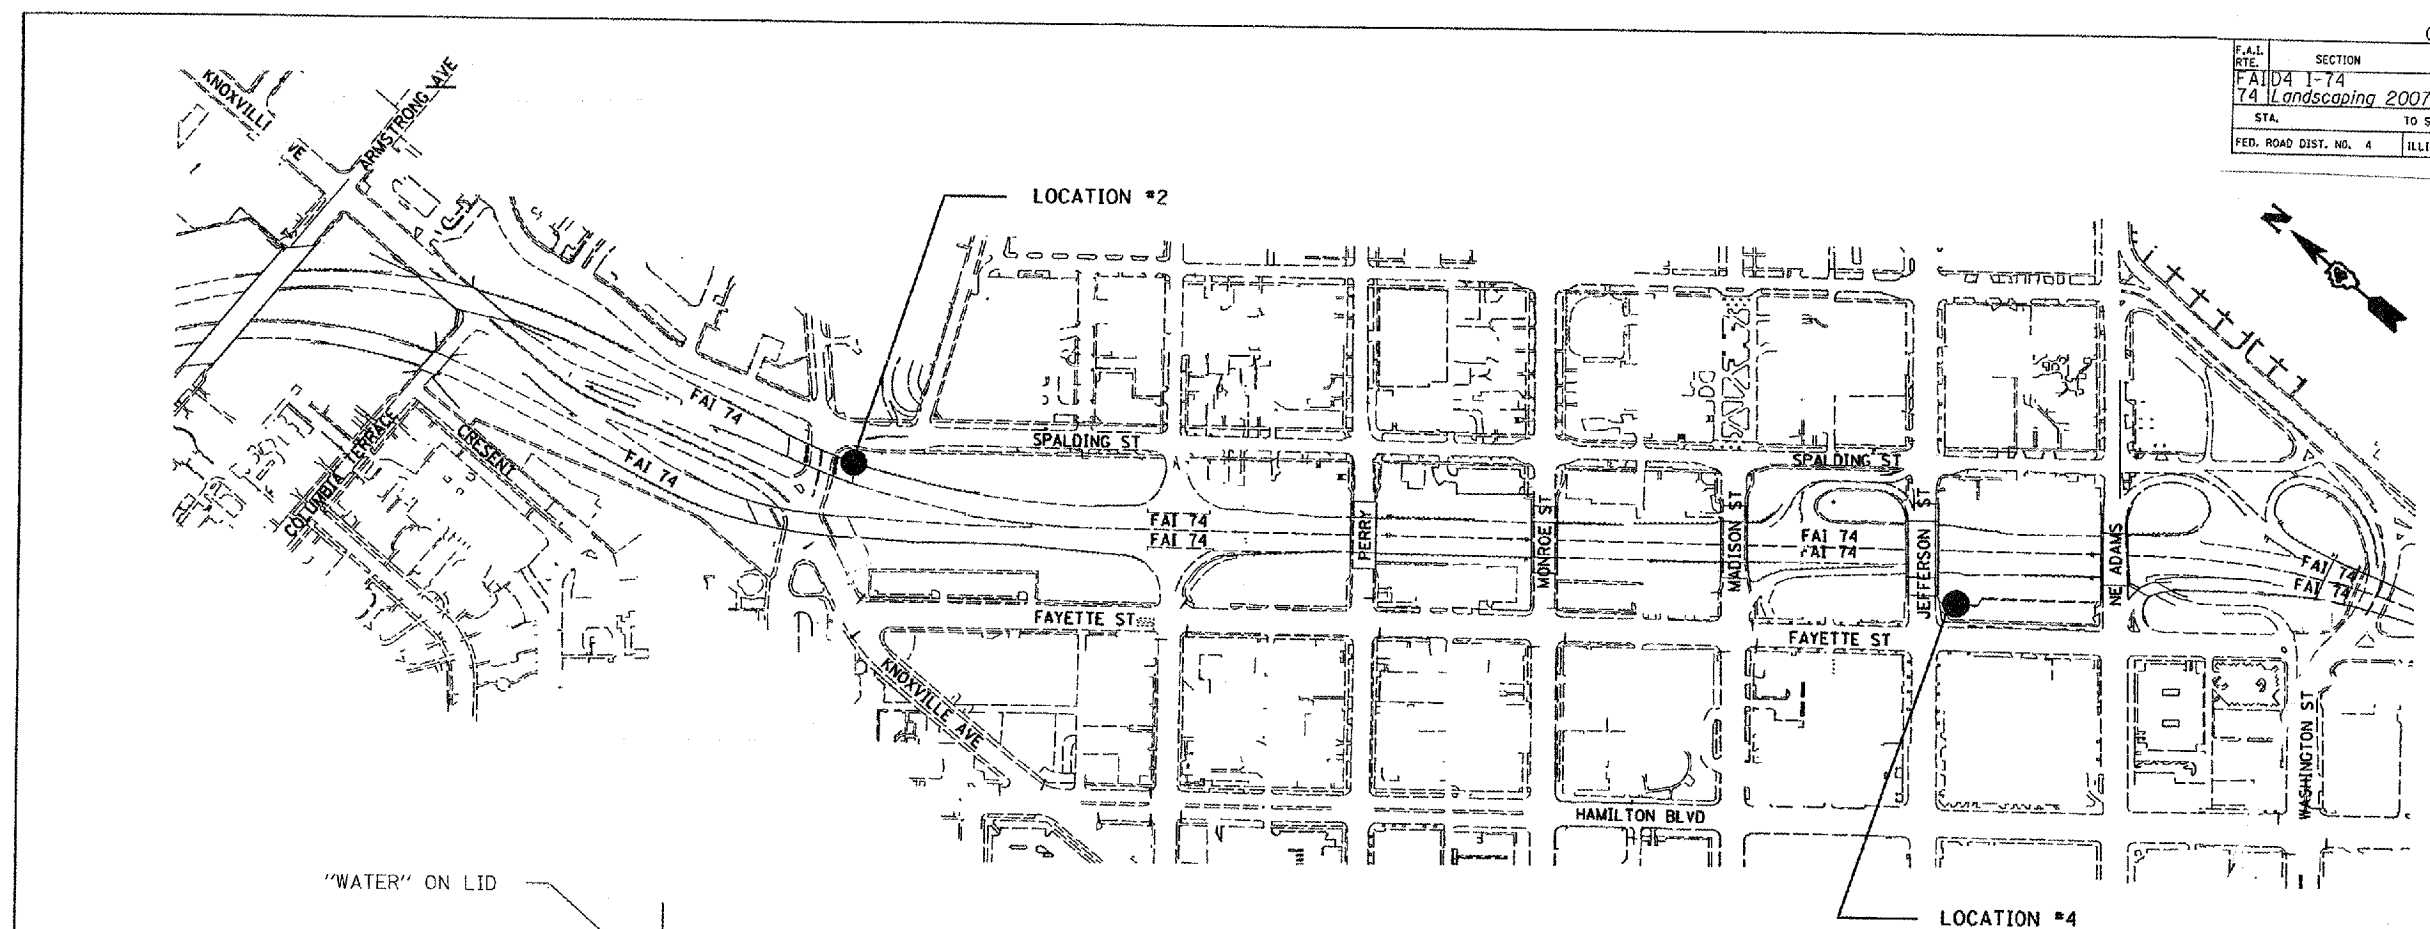 F.A.I. RTE.
SECTION
FAI 74
D4 I-74
Landscaping 2007
STA.
TO S
FED. ROAD DIST. NO. 4
ILLI
N
KNOXVILL
VE
ARMSTRONG AVE
LOCATION #2
FAI 74
FAI 74
CRESENT
COLUMBIA TERRACE
SPALDING ST
SPALDING ST
FAI 74
FAI 74
PERRY
MONROE ST
MADISON ST
FAI 74
FAI 74
JEFFERSON ST
NE ADAMS
FAI 74
FAI 74
FAYETTE ST
FAYETTE ST
KNOXVILLE AVE
WASHINGTON ST
HAMILTON BLVD
"WATER" ON LID
LOCATION #4